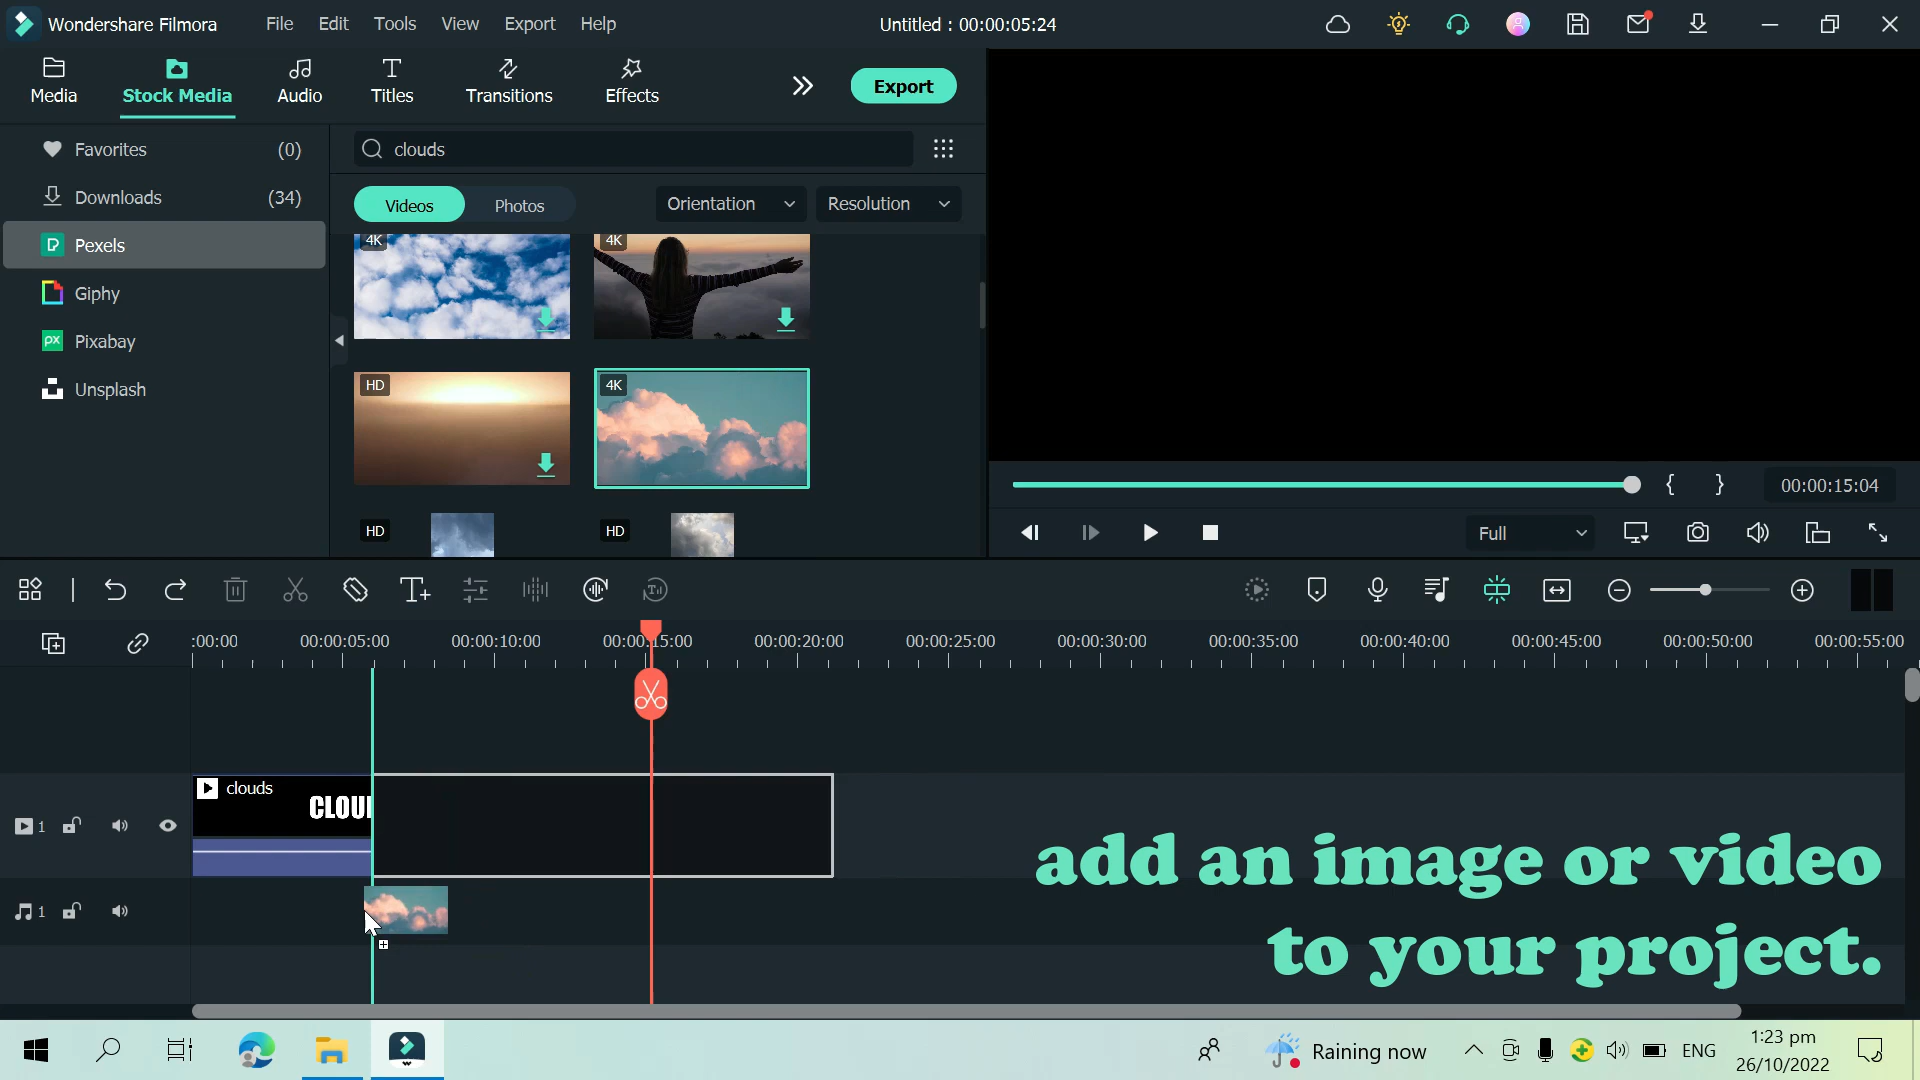 Wondershare Filmora File Edit Tools View Export Help Untitled : 00:00:05:24
Media Stock Media Audio Titles Transitions Effects Export
Favorites (0)
Downloads (34)
Pexels
Giphy
Pixabay
Unsplash
clouds
Videos Photos Orientation Resolution
4K 4K
HD 4K
HD HD
00:00:15:04
Full
:00:00 00:00:05:00 00:00:10:00 00:00:15:00 00:00:20:00 00:00:25:00 00:00:30:00 00:00:35:00 00:00:40:00 00:00:45:00 00:00:50:00 00:00:55:00
clouds
1
1
add an image or video
to your project.
Raining now ENG 1:23 pm
26/10/2022